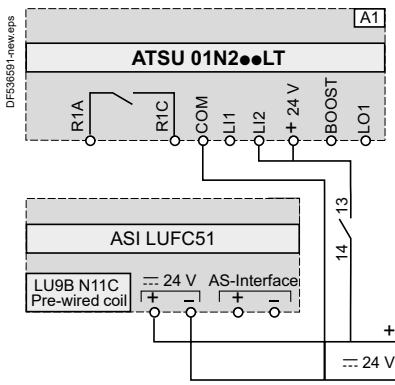 DF536591-new.eps
A1
ATSU 01N2●●LT
R1A
R1C
COM
LI1
LI2
+ 24 V
BOOST
LO1
13
14
ASI LUFC51
LU9B N11C
Pre-wired coil
⎓ 24 V
AS-Interface
+ – + –
+
⎓ 24 V